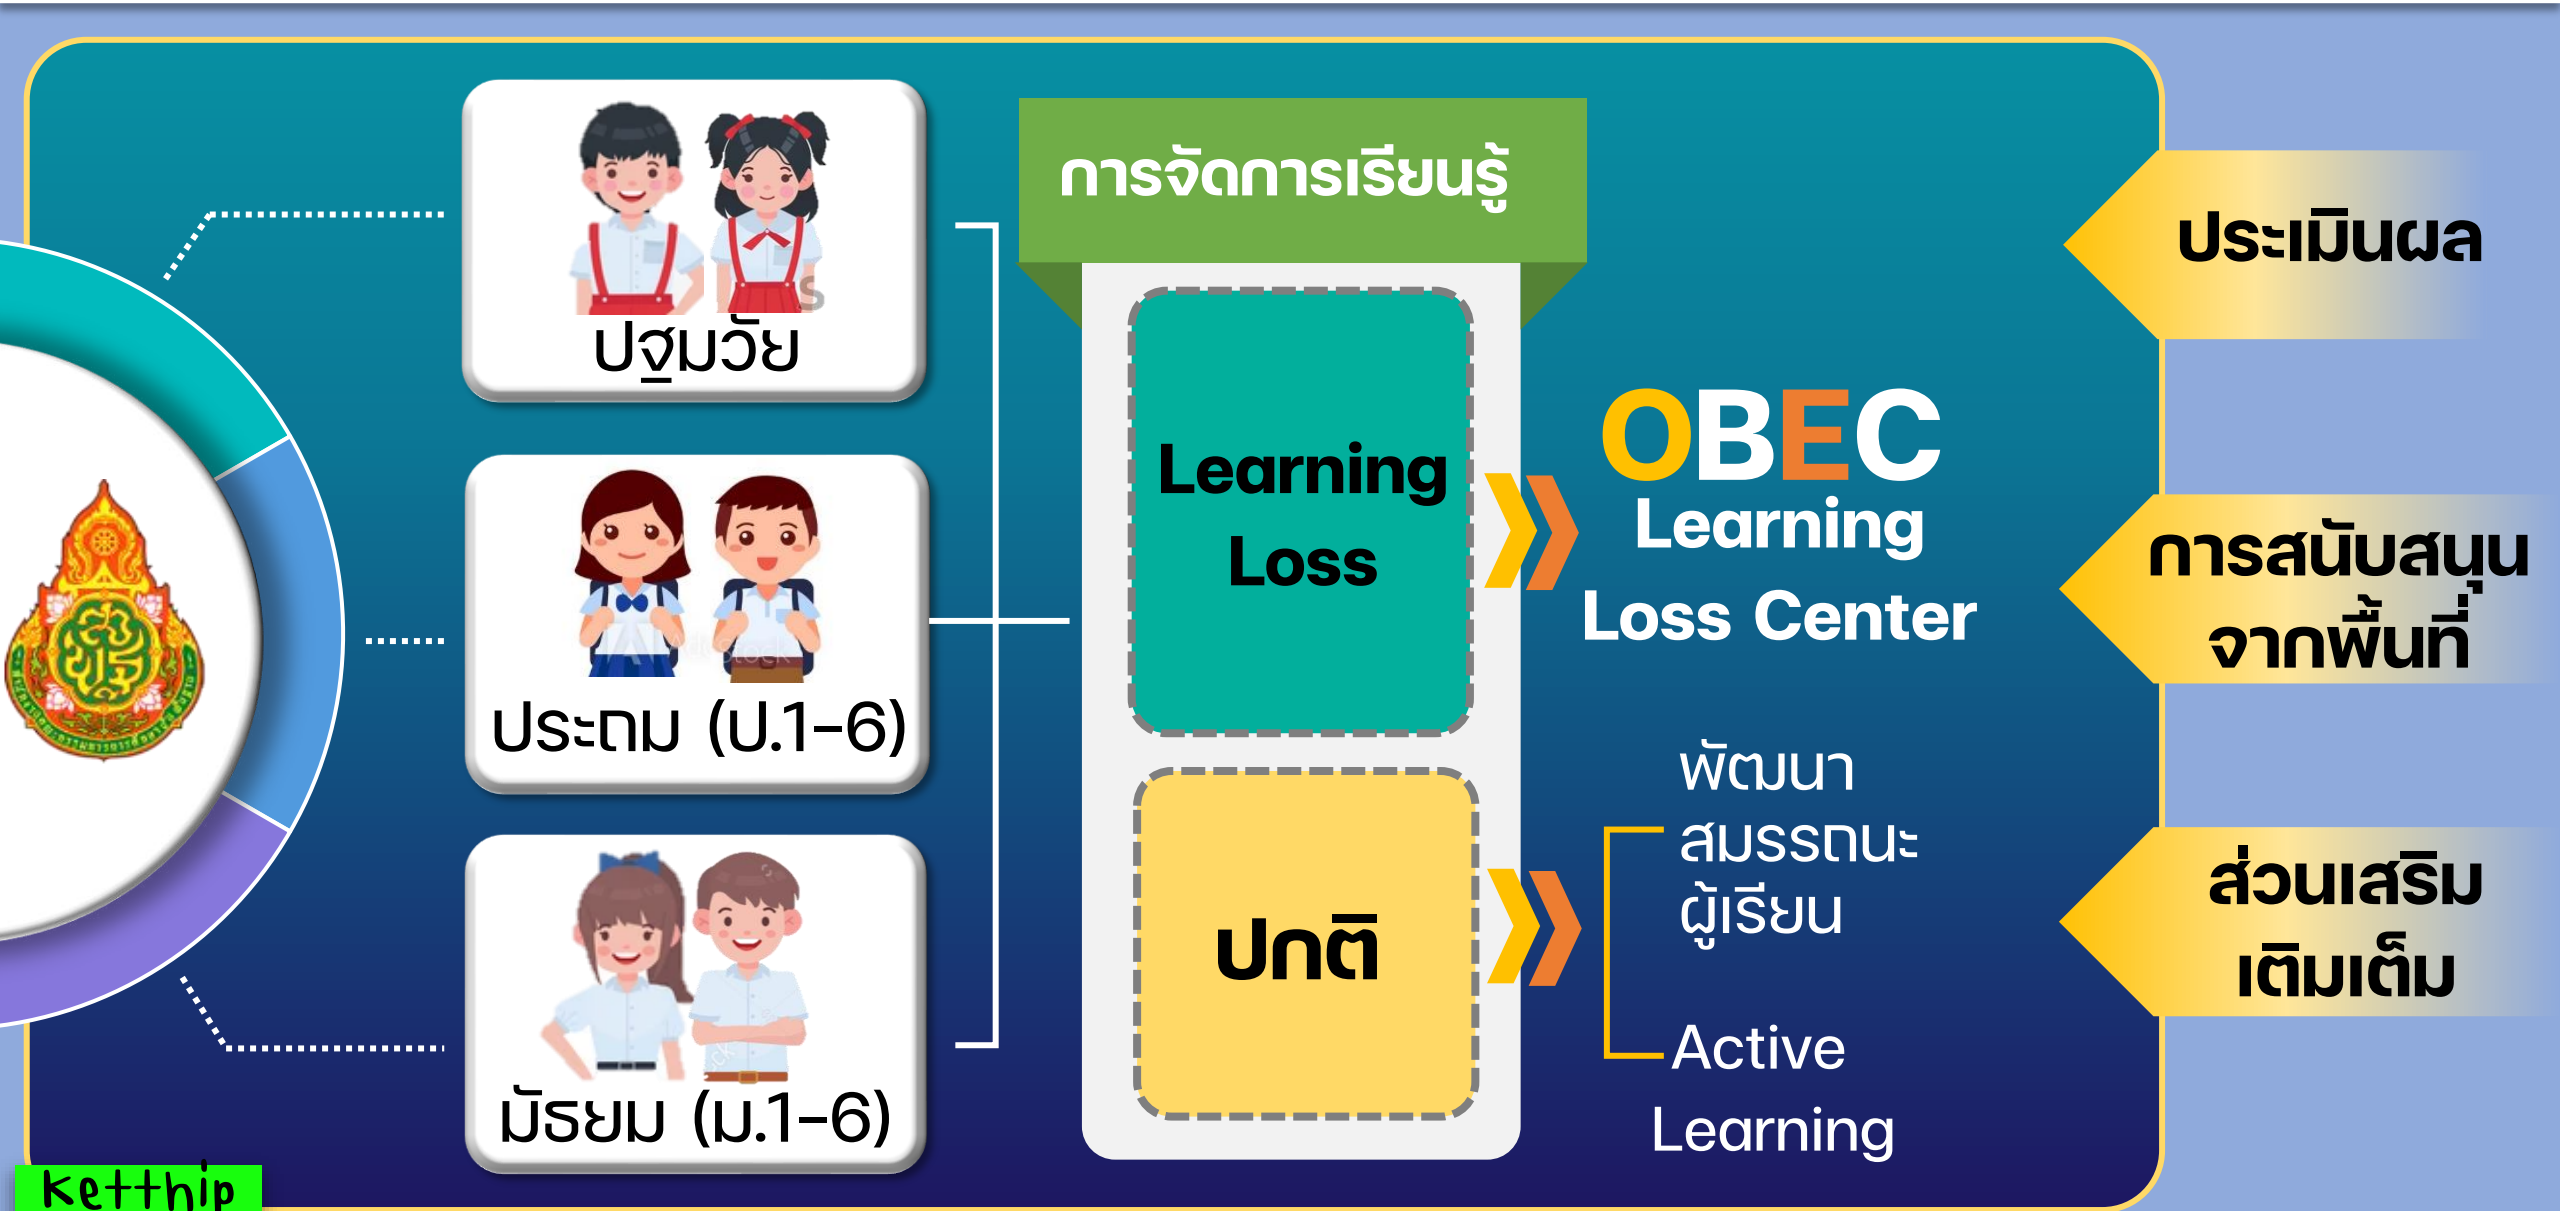 ปฐมวัย
ประถม (ป.1-6)
มัธยม (ม.1-6)
การจัดการเรียนรู้
Learning
Loss
ปกติ
OBEC
Learning
Loss Center
พัฒนา
สมรรถนะ
ผู้เรียน
Active
Learning
ประเมินผล
การสนับสนุน
จากพื้นที่
ส่วนเสริม
เติมเต็ม
Ketthip